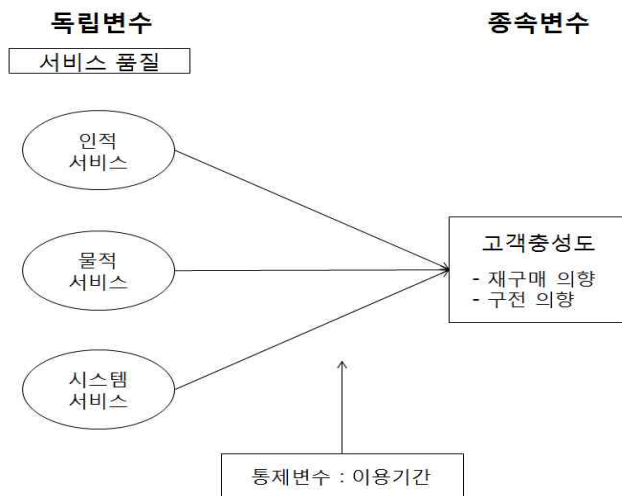 독립변수
종속변수
서비스 품질
인적
서비스
물적
서비스
고객충성도
- 재구매 의향
- 구전 의향
시스템
서비스
통제변수 : 이용기간